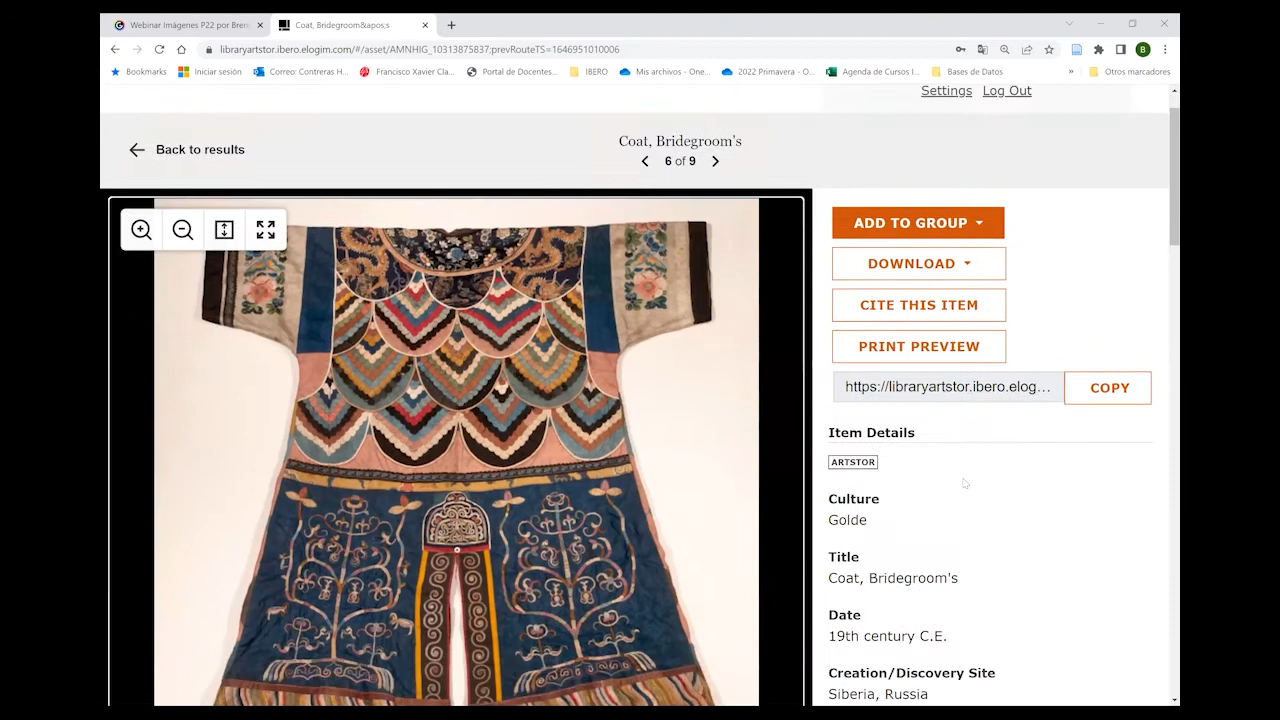 Webinar Imágenes P22 por Bren
Coat, Bridegroom&apos;s
libraryartstor.ibero.elogim.com/#/asset/AMNHIG_10313875837;prevRouteTS=1646951010006
B
Bookmarks
Iniciar sesión
Correo: Contreras H...
Francisco Xavier Cla...
Portal de Docentes...
IBERO
Mis archivos - One...
2022 Primavera - O...
Agenda de Cursos I...
Bases de Datos
»
Otros marcadores
Settings Log Out
Back to results
Coat, Bridegroom's
6 of 9
ADD TO GROUP
DOWNLOAD
CITE THIS ITEM
PRINT PREVIEW
https://libraryartstor.ibero.elog... COPY
Item Details
ARTSTOR
Culture
Golde
Title
Coat, Bridegroom's
Date
19th century C.E.
Creation/Discovery Site
Siberia, Russia